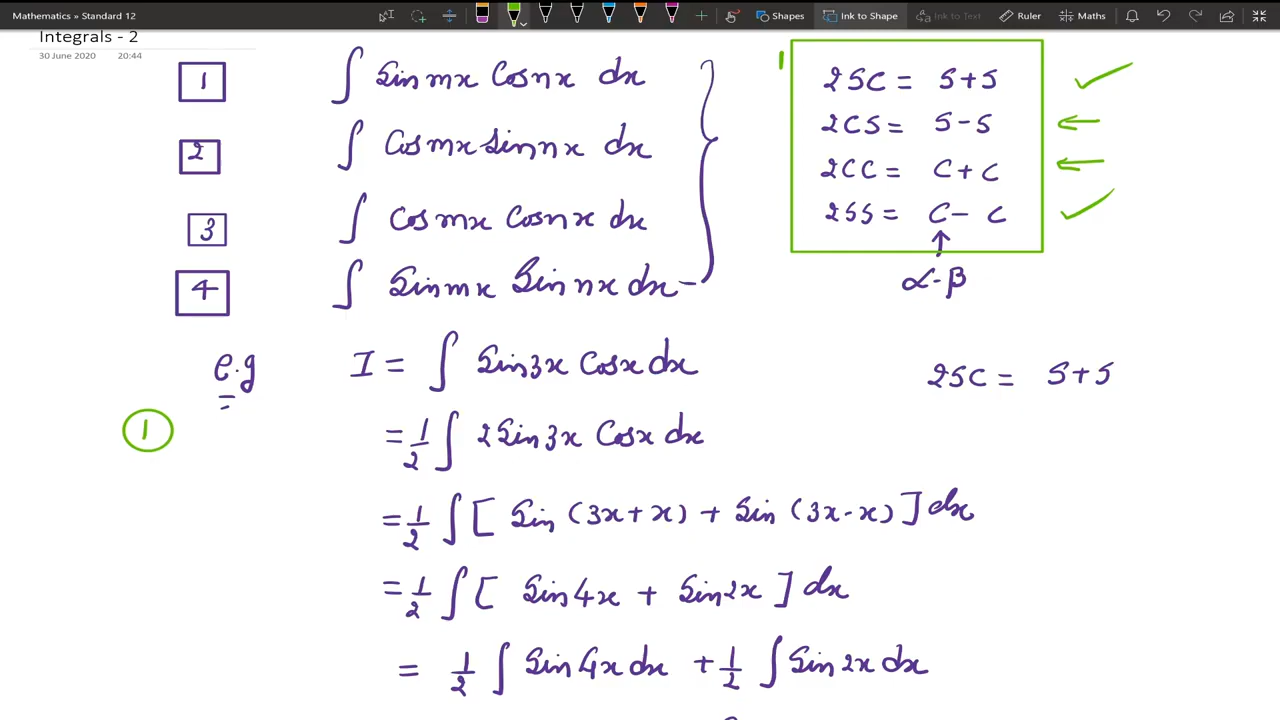 Mathematics » Standard 12
Ink to Shape
Ink to Text
Shapes
Ruler
Maths
Integrals - 2
30 June 2020 20:44
1 ∫ Sin mx Cos nx dx
2 ∫ Cos mx Sin nx dx
3 ∫ Cos mx Cos nx dx
4 ∫ Sin mx Sin nx dx
1
2SC = S+S
2CS = S-S
2CC = C+C
2SS = C-C
α-β
e.g I = ∫ Sin3x Cosx dx
2SC = S+S
1 = 1/2 ∫ 2 Sin3x Cosx dx
= 1/2 ∫ [ Sin (3x+x) + Sin (3x-x) ] dx
= 1/2 ∫ [ Sin4x + Sin2x ] dx
= 1/2 ∫ Sin4x dx + 1/2 ∫ Sin2x dx